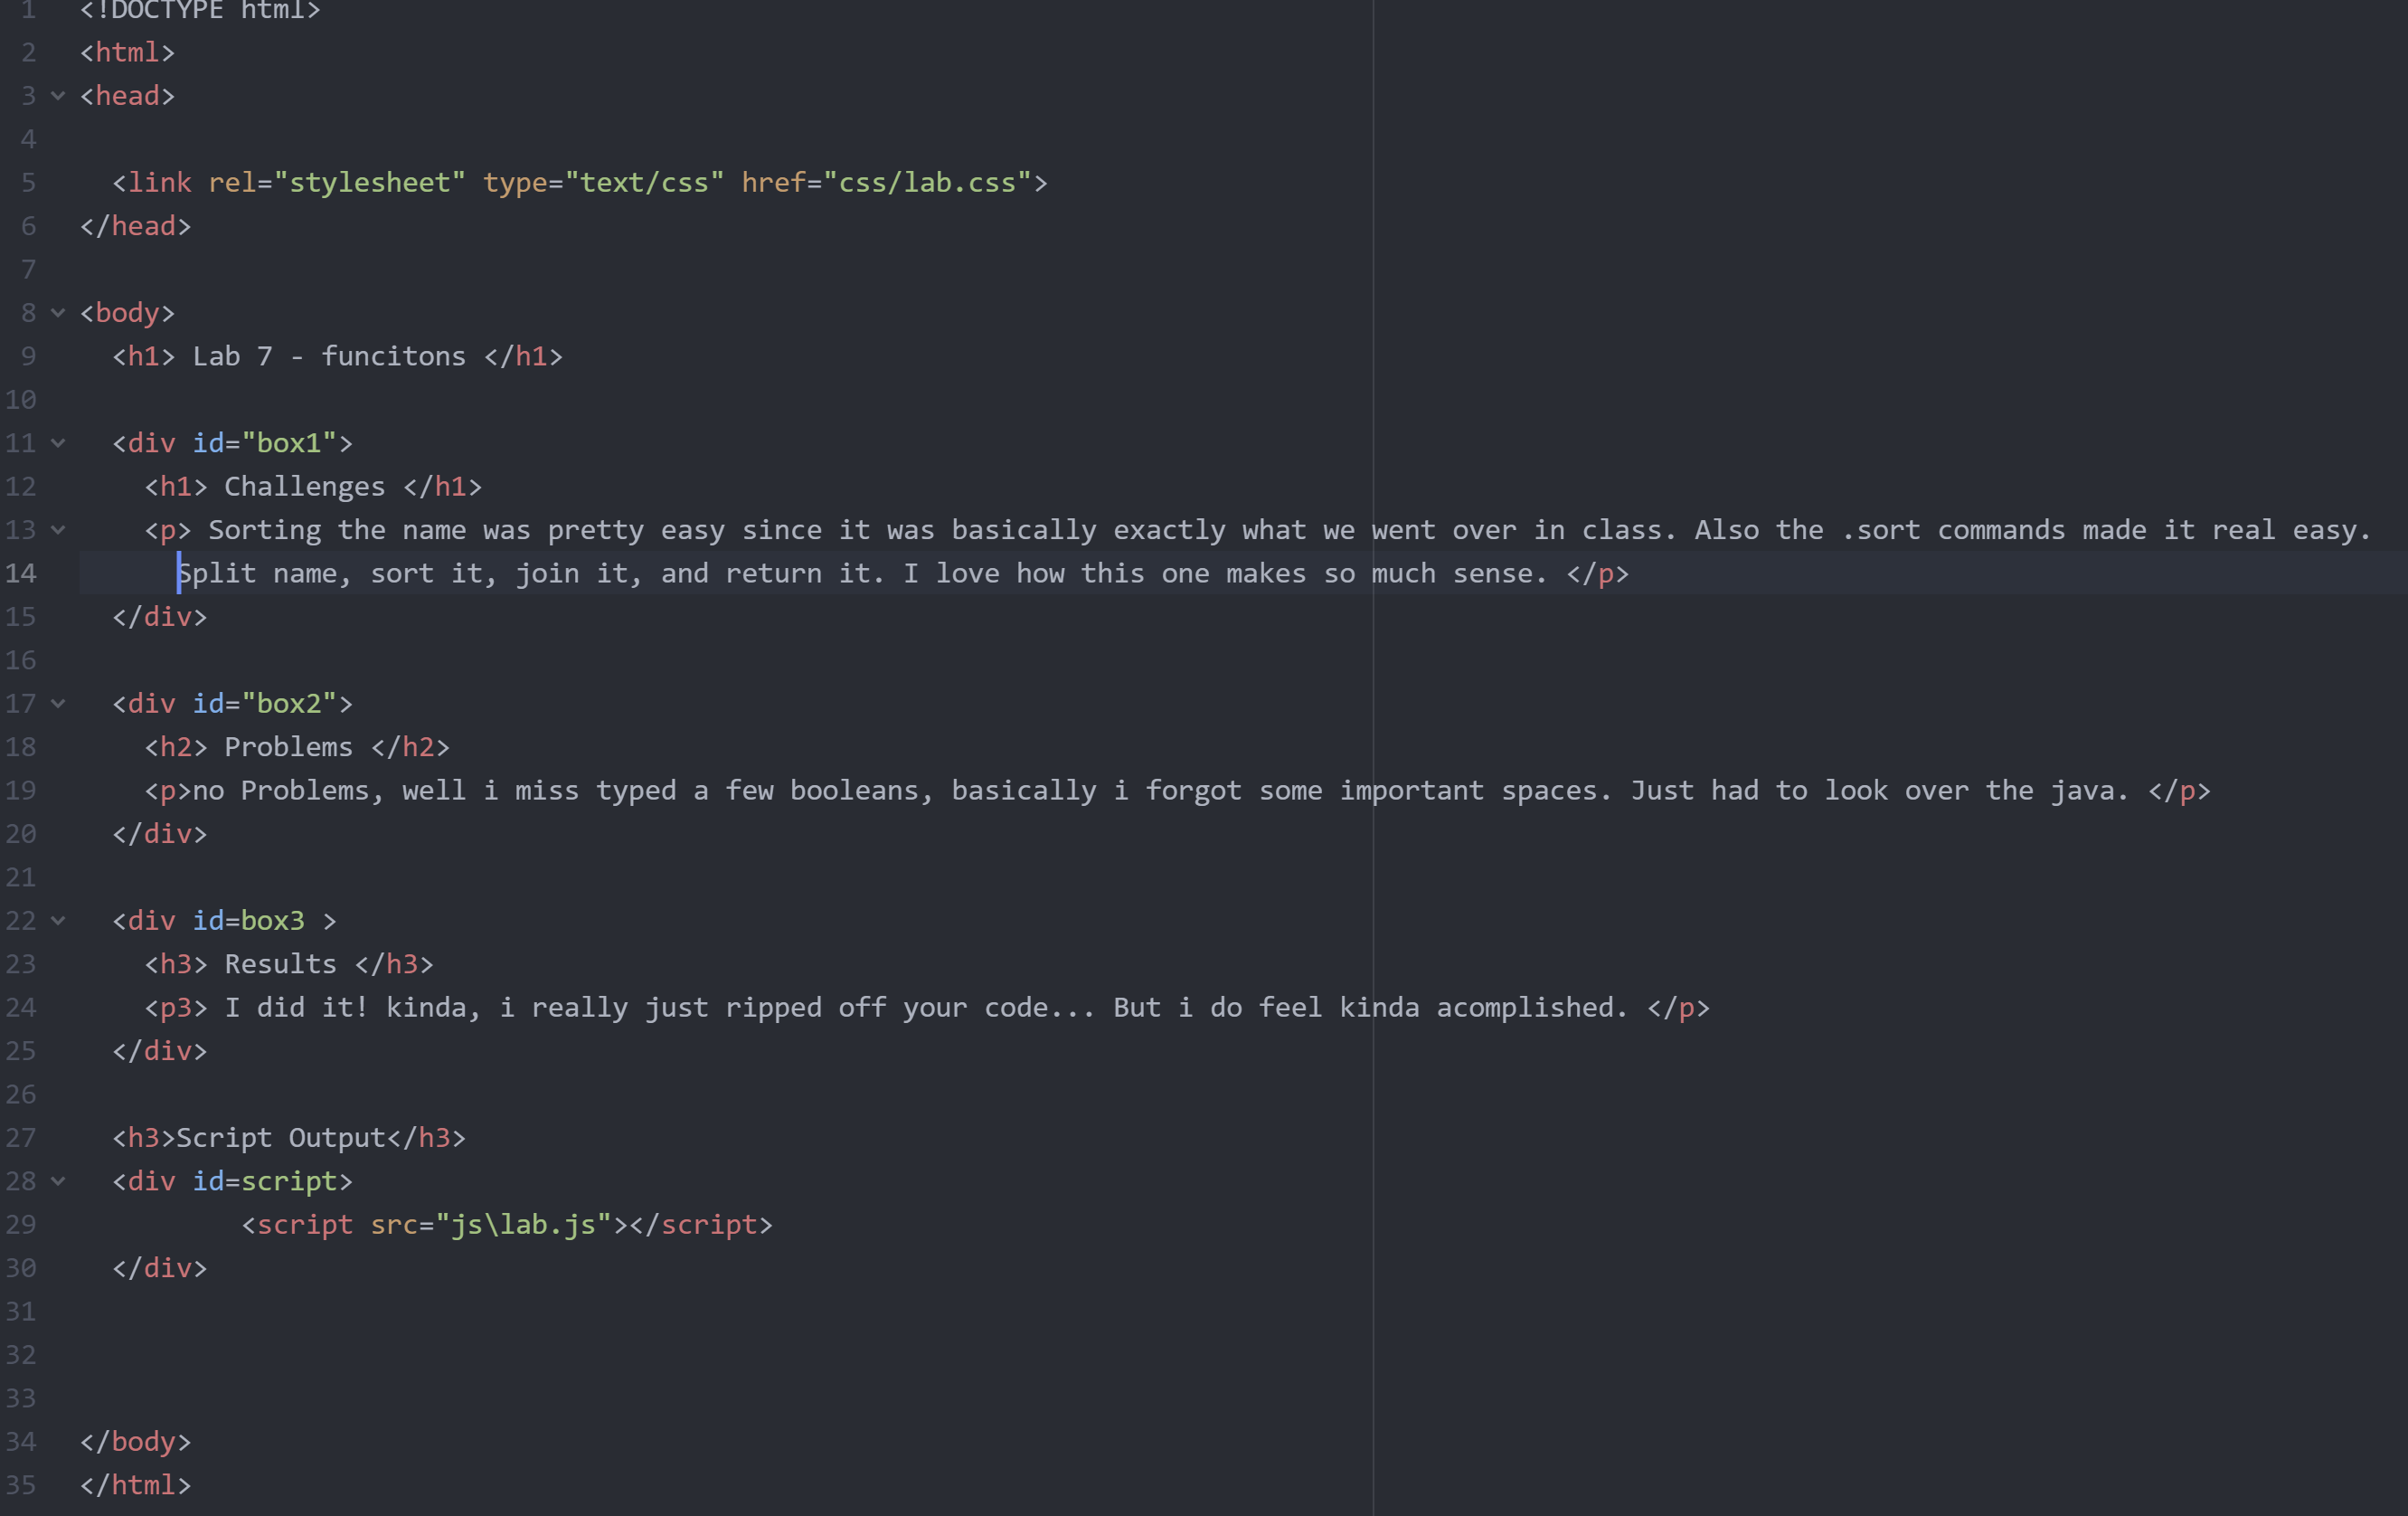 1 <!DOCTYPE html>
2 <html>
3 <head>
4
5   <link rel="stylesheet" type="text/css" href="css/lab.css">
6 </head>
7
8 <body>
9   <h1> Lab 7 - funcitons </h1>
10
11   <div id="box1">
12     <h1> Challenges </h1>
13     <p> Sorting the name was pretty easy since it was basically exactly what we went over in class. Also the .sort commands made it real easy.
14       Split name, sort it, join it, and return it. I love how this one makes so much sense. </p>
15   </div>
16
17   <div id="box2">
18     <h2> Problems </h2>
19     <p>no Problems, well i miss typed a few booleans, basically i forgot some important spaces. Just had to look over the java. </p>
20   </div>
21
22   <div id=box3 >
23     <h3> Results </h3>
24     <p3> I did it! kinda, i really just ripped off your code... But i do feel kinda acomplished. </p>
25   </div>
26
27   <h3>Script Output</h3>
28   <div id=script>
29           <script src="js\lab.js"></script>
30   </div>
31
32
33
34 </body>
35 </html>